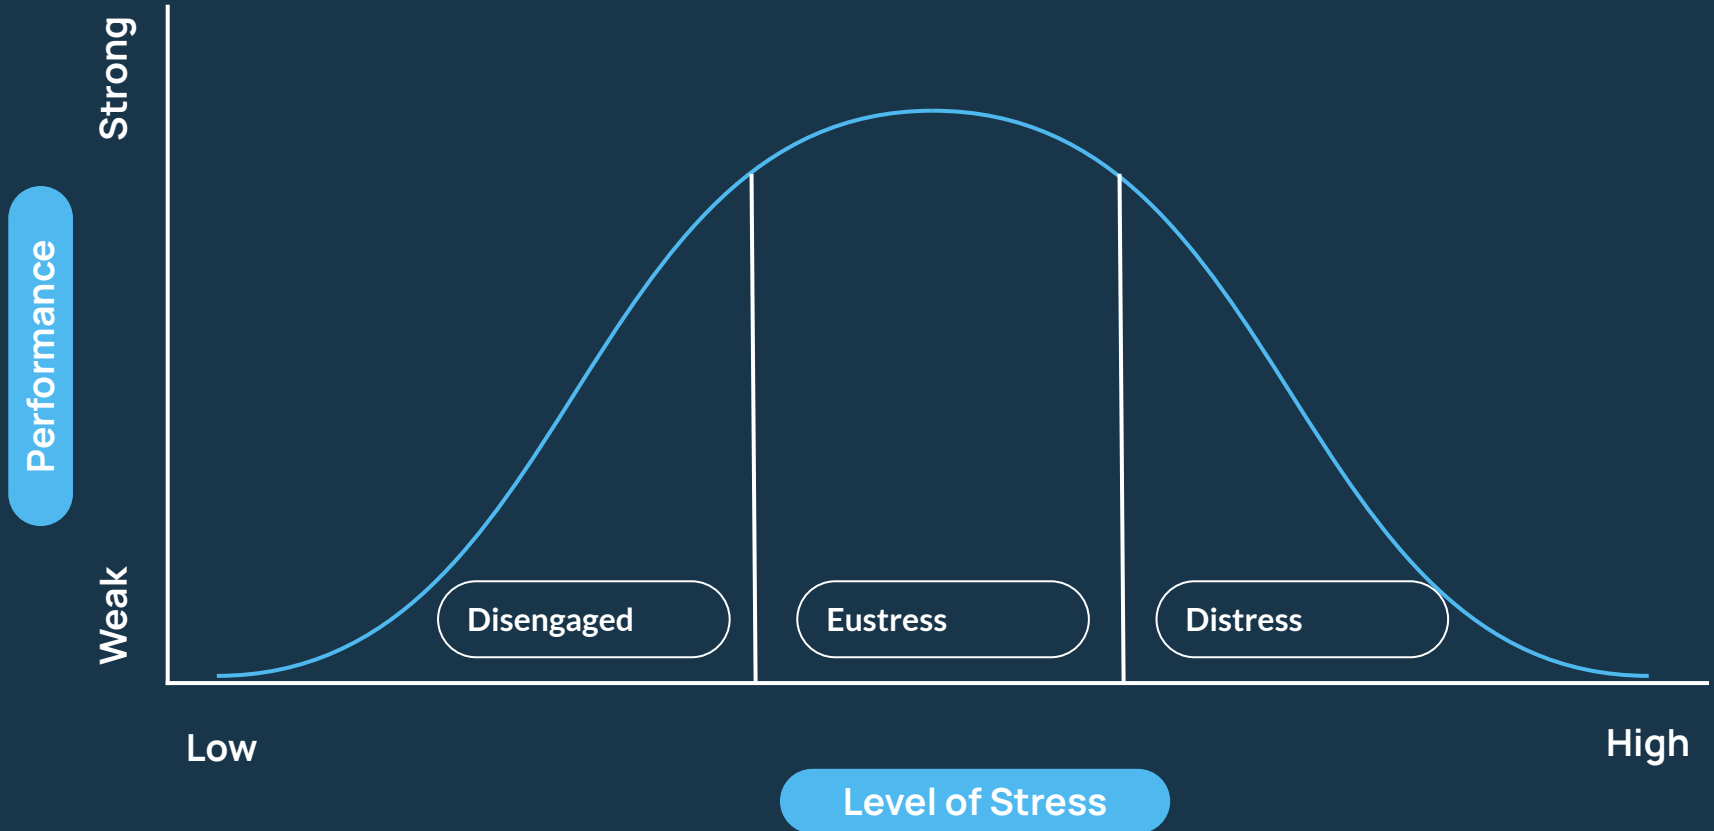 Strong
Performance
Weak
Disengaged
Eustress
Distress
Low
High
Level of Stress